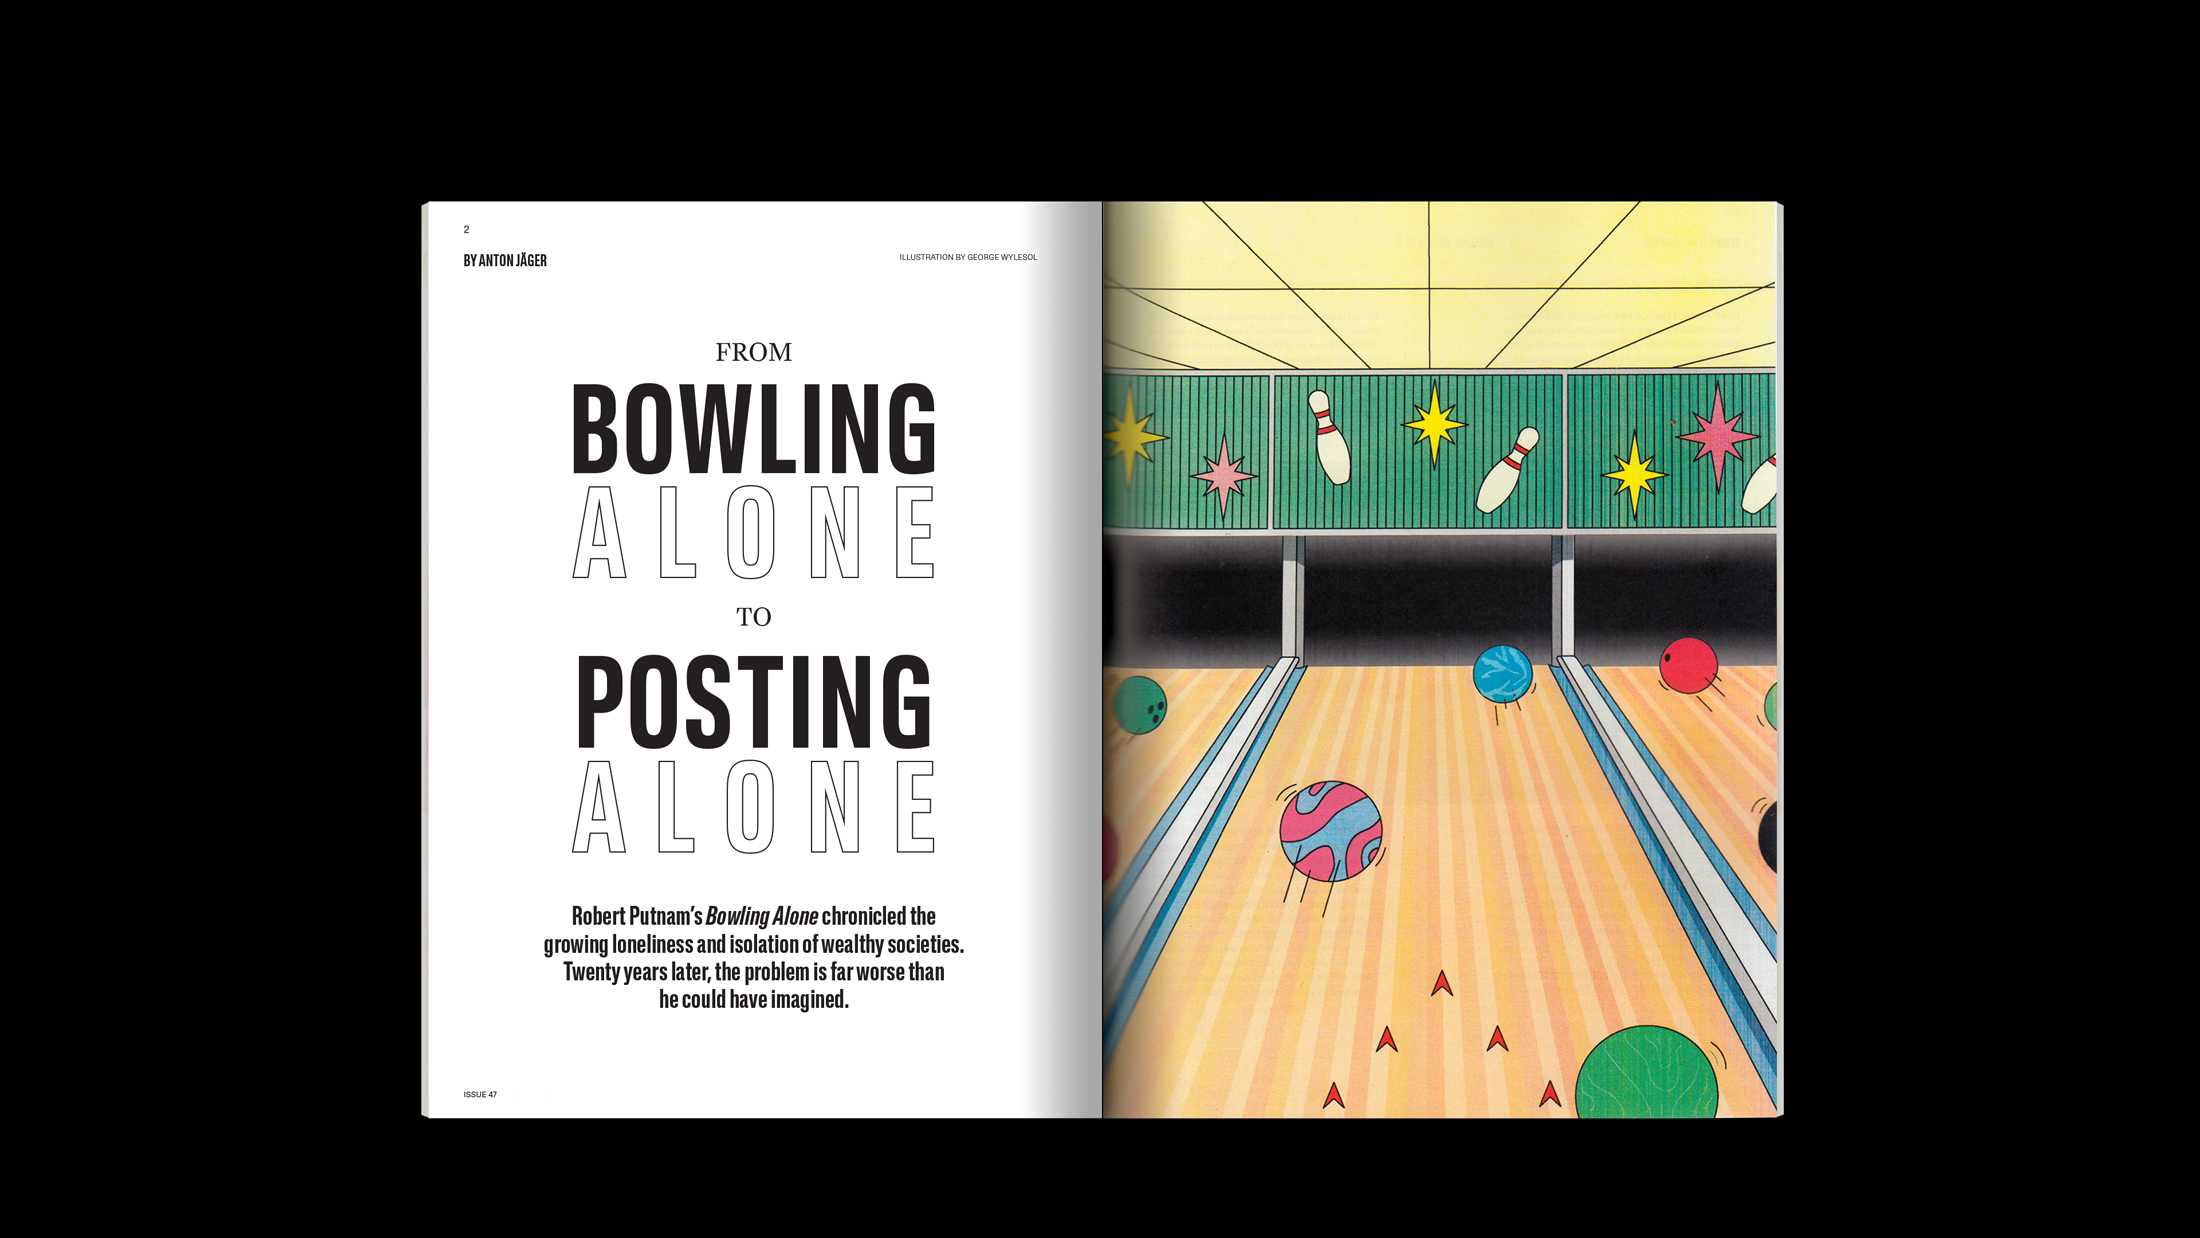 2
BY ANTON JÄGER
ILLUSTRATION BY GEORGE WYLESOL
FROM
BOWLING
ALONE
TO
POSTING
ALONE
Robert Putnam's Bowling Alone chronicled the
growing loneliness and isolation of wealthy societies.
Twenty years later, the problem is far worse than
he could have imagined.
ISSUE 47